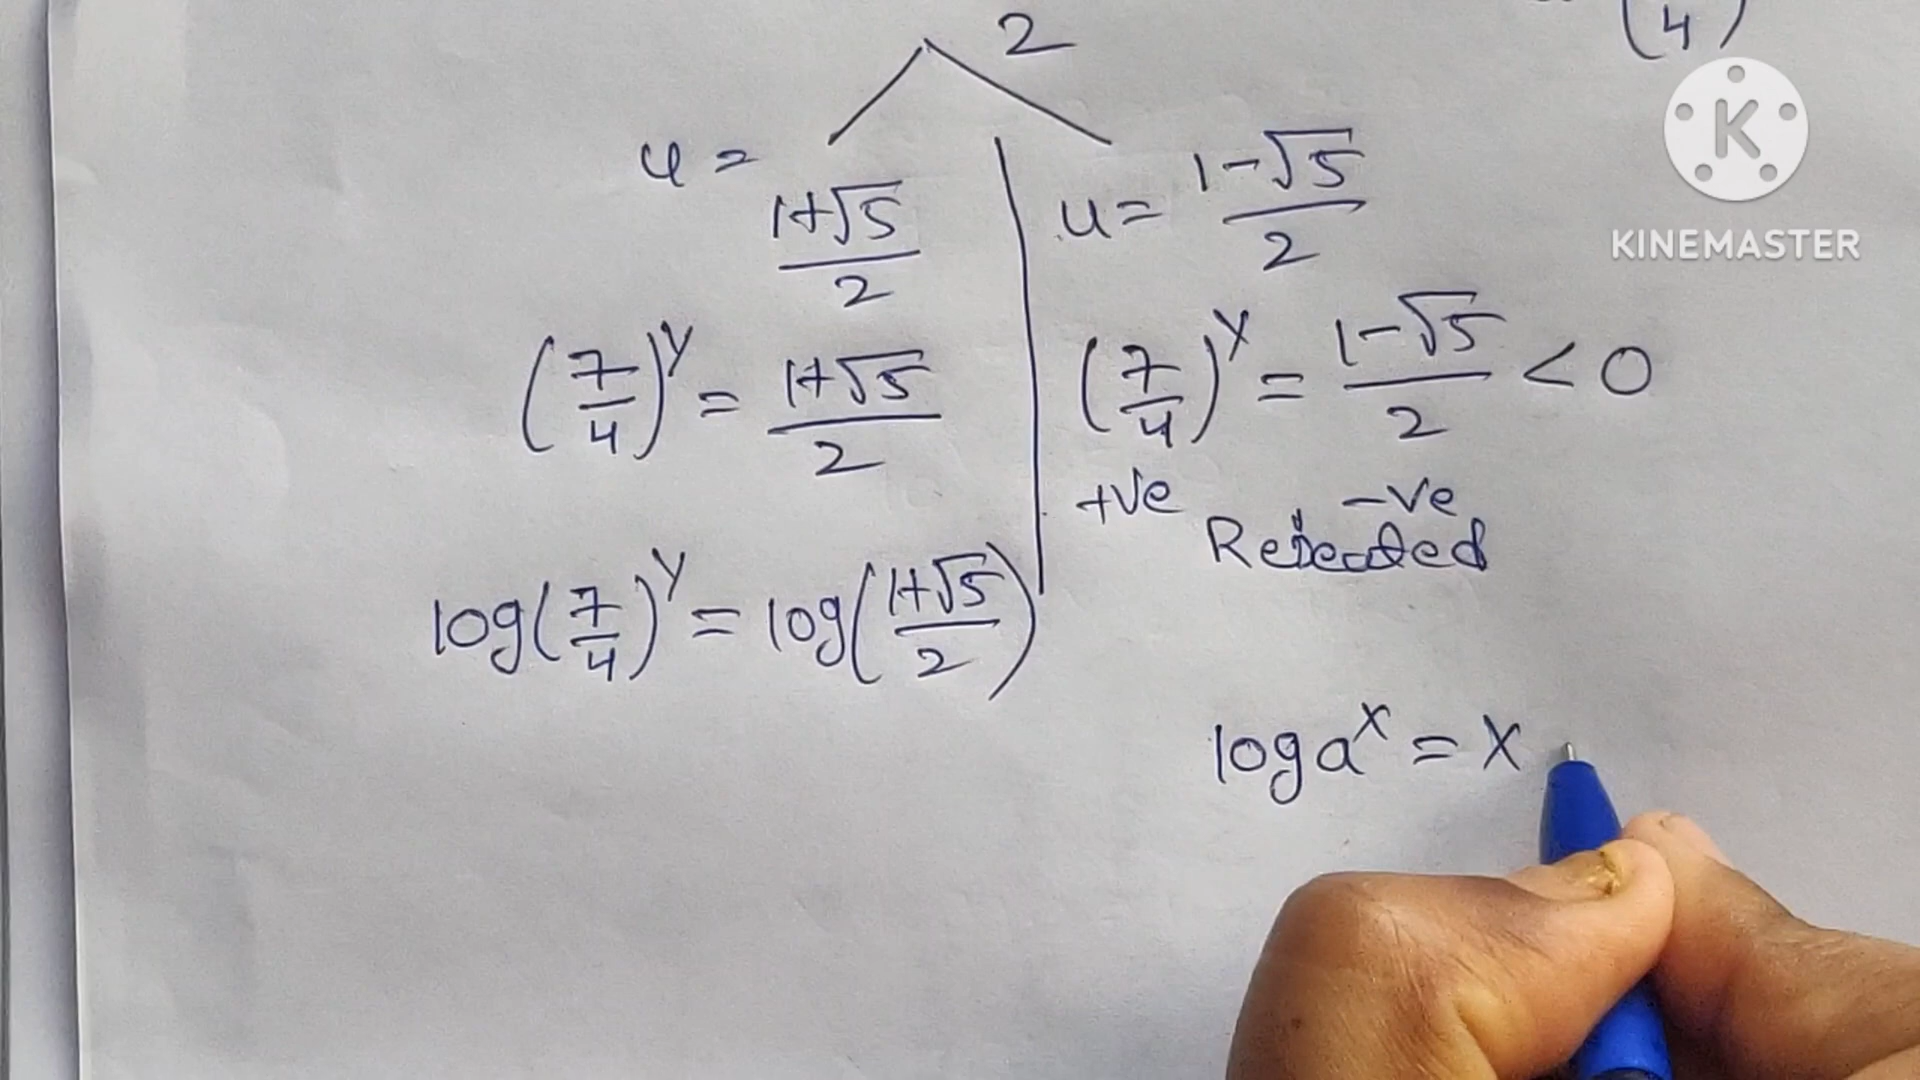 2
4
K
KINEMASTER
u = (1+√5)/2
u = (1-√5)/2
(7/4)^y = (1+√5)/2
(7/4)^y = (1-√5)/2 < 0
+ve -ve
Rejected
log(7/4)^y = log((1+√5)/2)
log a^x = x